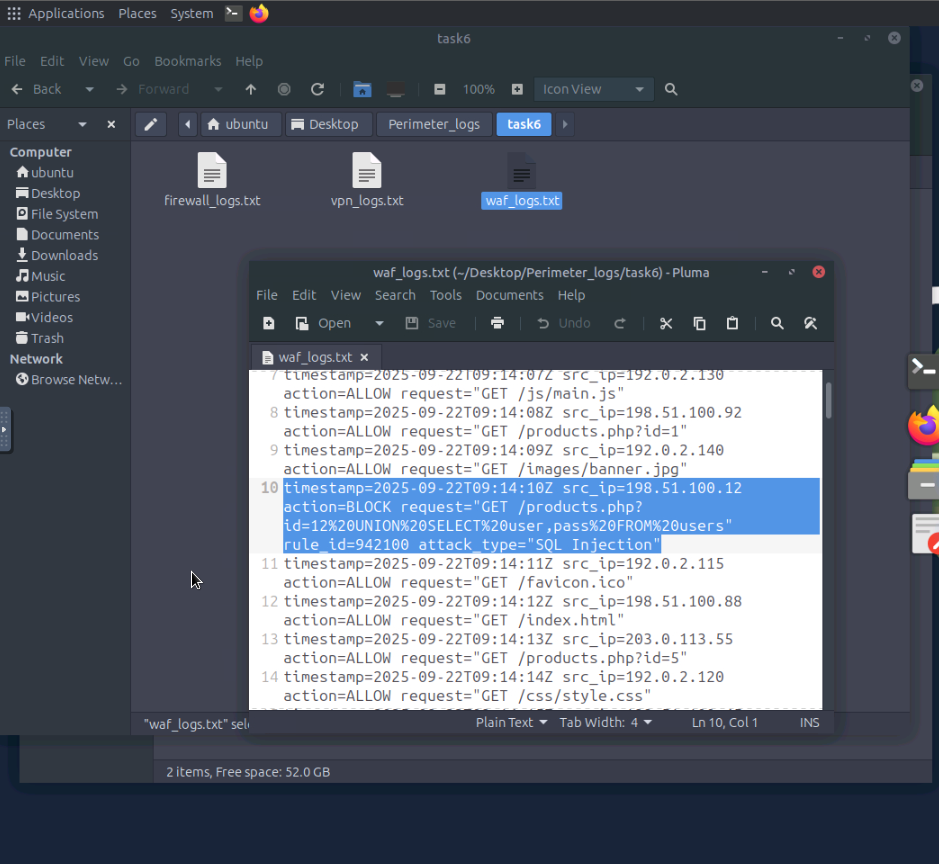 Applications Places System
task6
File Edit View Go Bookmarks Help
Back Forward 100% Icon View
Places ubuntu Desktop Perimeter_logs task6
Computer
ubuntu
Desktop
File System
Documents
Downloads
Music
Pictures
Videos
Trash
Network
Browse Netw...
firewall_logs.txt vpn_logs.txt waf_logs.txt
waf_logs.txt (~/Desktop/Perimeter_logs/task6) - Pluma
File Edit View Search Tools Documents Help
Open Save Undo
waf_logs.txt
7 timestamp=2025-09-22T09:14:07Z src_ip=192.0.2.130
action=ALLOW request="GET /js/main.js"
8 timestamp=2025-09-22T09:14:08Z src_ip=198.51.100.92
action=ALLOW request="GET /products.php?id=1"
9 timestamp=2025-09-22T09:14:09Z src_ip=192.0.2.140
action=ALLOW request="GET /images/banner.jpg"
10 timestamp=2025-09-22T09:14:10Z src_ip=198.51.100.12
action=BLOCK request="GET /products.php?
id=12%20UNION%20SELECT%20user,pass%20FROM%20users"
rule_id=942100 attack_type="SQL Injection"
11 timestamp=2025-09-22T09:14:11Z src_ip=192.0.2.115
action=ALLOW request="GET /favicon.ico"
12 timestamp=2025-09-22T09:14:12Z src_ip=198.51.100.88
action=ALLOW request="GET /index.html"
13 timestamp=2025-09-22T09:14:13Z src_ip=203.0.113.55
action=ALLOW request="GET /products.php?id=5"
14 timestamp=2025-09-22T09:14:14Z src_ip=192.0.2.120
action=ALLOW request="GET /css/style.css"
"waf_logs.txt" sele
Plain Text Tab Width: 4 Ln 10, Col 1 INS
2 items, Free space: 52.0 GB